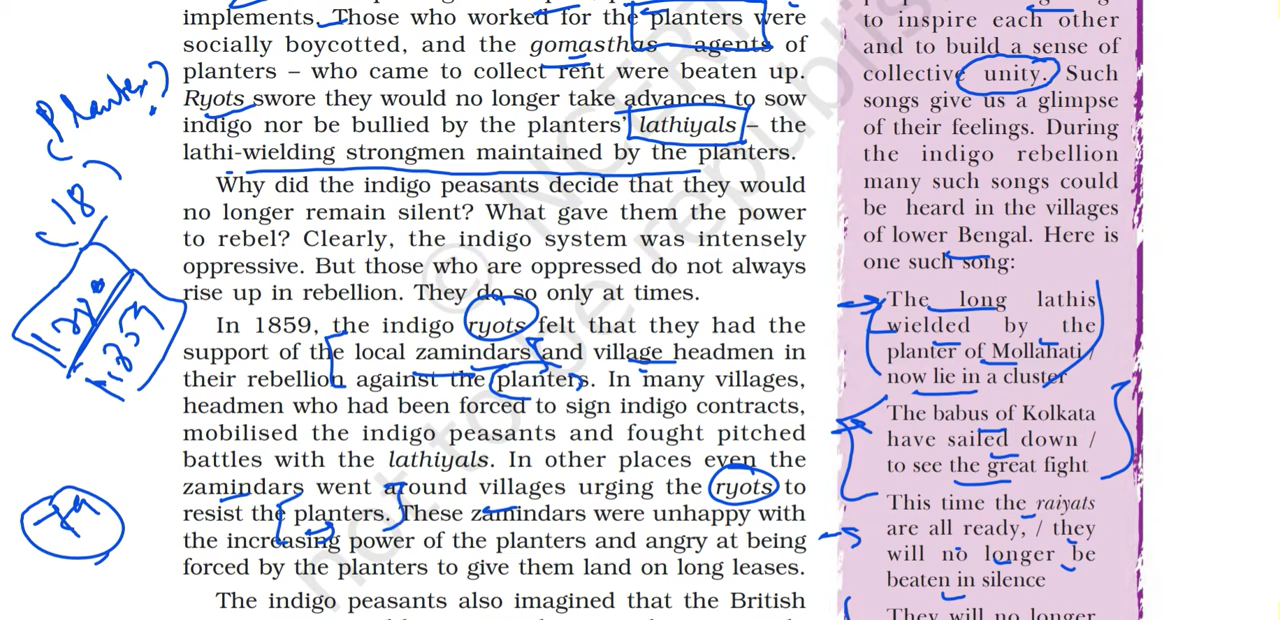 implements. Those who worked for the planters were
socially boycotted, and the gomasthas – agents of
planters – who came to collect rent were beaten up.
Ryots swore they would no longer take advances to sow
indigo nor be bullied by the planters' lathiyals – the
lathi-wielding strongmen maintained by the planters.
Why did the indigo peasants decide that they would
no longer remain silent? What gave them the power
to rebel? Clearly, the indigo system was intensely
oppressive. But those who are oppressed do not always
rise up in rebellion. They do so only at times.
In 1859, the indigo ryots felt that they had the
support of the local zamindars and village headmen in
their rebellion against the planters. In many villages,
headmen who had been forced to sign indigo contracts,
mobilised the indigo peasants and fought pitched
battles with the lathiyals. In other places even the
zamindars went around villages urging the ryots to
resist the planters. These zamindars were unhappy with
the increasing power of the planters and angry at being
forced by the planters to give them land on long leases.
The indigo peasants also imagined that the British
to inspire each other
and to build a sense of
collective unity. Such
songs give us a glimpse
of their feelings. During
the indigo rebellion
many such songs could
be heard in the villages
of lower Bengal. Here is
one such song:
The long lathis
wielded by the
planter of Mollahati /
now lie in a cluster
The babus of Kolkata
have sailed down /
to see the great fight
This time the raiyats
are all ready, / they
will no longer be
beaten in silence
They will no longer
Planter?
18
© NCERT
not to be republis